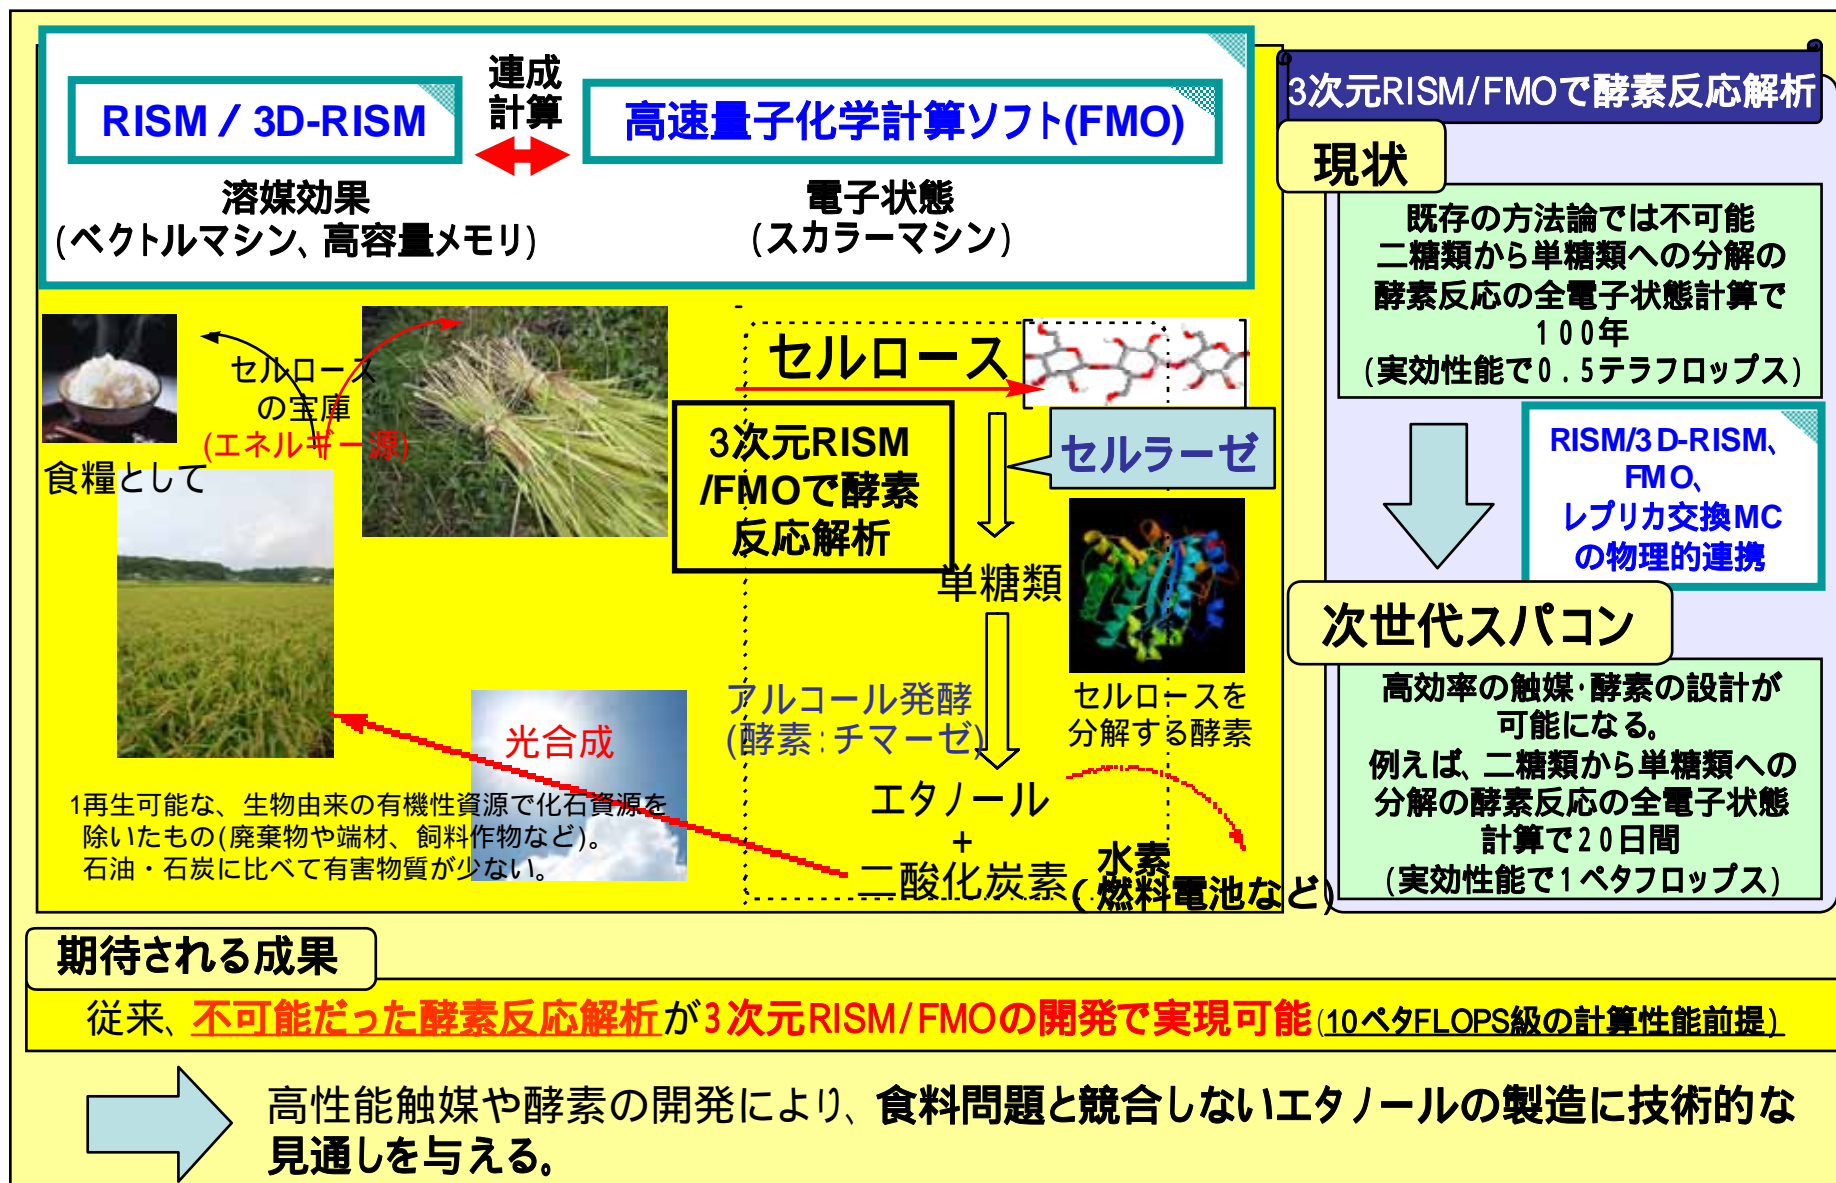 RISM / 3D-RISM
連成
計算
高速量子化学計算ソフト(FMO)
溶媒効果
(ベクトルマシン、高容量メモリ)
電子状態
(スカラーマシン)
セルロース
の宝庫
(エネルギー源)
食糧として
光合成
1再生可能な、生物由来の有機性資源で化石資源を
除いたもの(廃棄物や端材、飼料作物など)。
石油・石炭に比べて有害物質が少ない。
セルロース
3次元RISM
/FMOで酵素
反応解析
セルラーゼ
単糖類
セルロースを
分解する酵素
アルコール発酵
(酵素:チマーゼ)
エタノール
+
二酸化炭素
水素
(燃料電池など)
3次元RISM/FMOで酵素反応解析
現状
既存の方法論では不可能
二糖類から単糖類への分解の
酵素反応の全電子状態計算で
100年
(実効性能で0.5テラフロップス)
RISM/3D-RISM、
FMO、
レプリカ交換MC
の物理的連携
次世代スパコン
高効率の触媒・酵素の設計が
可能になる。
例えば、二糖類から単糖類への
分解の酵素反応の全電子状態
計算で20日間
(実効性能で1ペタフロップス)
期待される成果
従来、不可能だった酵素反応解析が3次元RISM/FMOの開発で実現可能(10ペタFLOPS級の計算性能前提)
高性能触媒や酵素の開発により、食料問題と競合しないエタノールの製造に技術的な
見通しを与える。